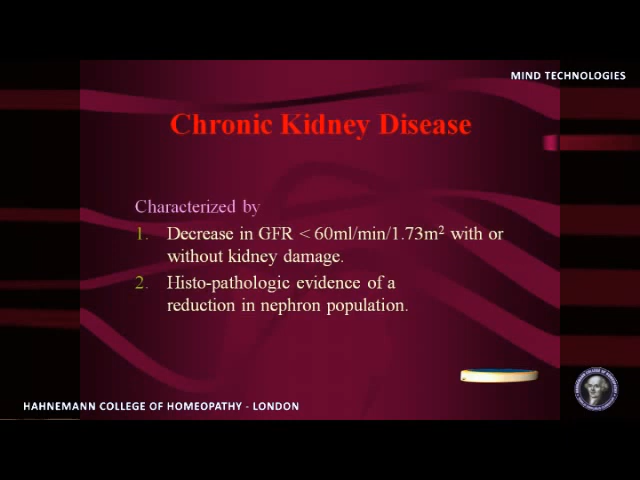 MIND TECHNOLOGIES
Chronic Kidney Disease
Characterized by
1. Decrease in GFR < 60ml/min/1.73m² with or
without kidney damage.
2. Histo-pathologic evidence of a
reduction in nephron population.
HAHNEMANN COLLEGE OF HOMEOPATHY - LONDON